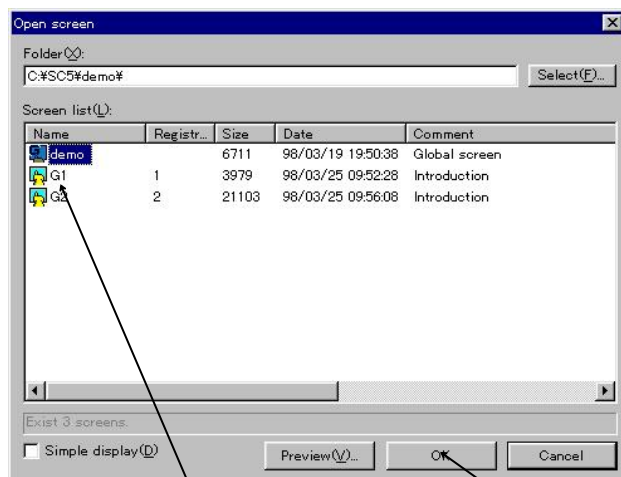 Open screen
Folder(X):
C:¥SC5¥demo¥
Select(F)...
Screen list(L):
Name Registr... Size Date Comment
demo 6711 98/03/19 19:50:38 Global screen
G1 1 3979 98/03/25 09:52:28 Introduction
G2 2 21103 98/03/25 09:56:08 Introduction
Exist 3 screens.
Simple display(D)
Preview(V)... OK Cancel